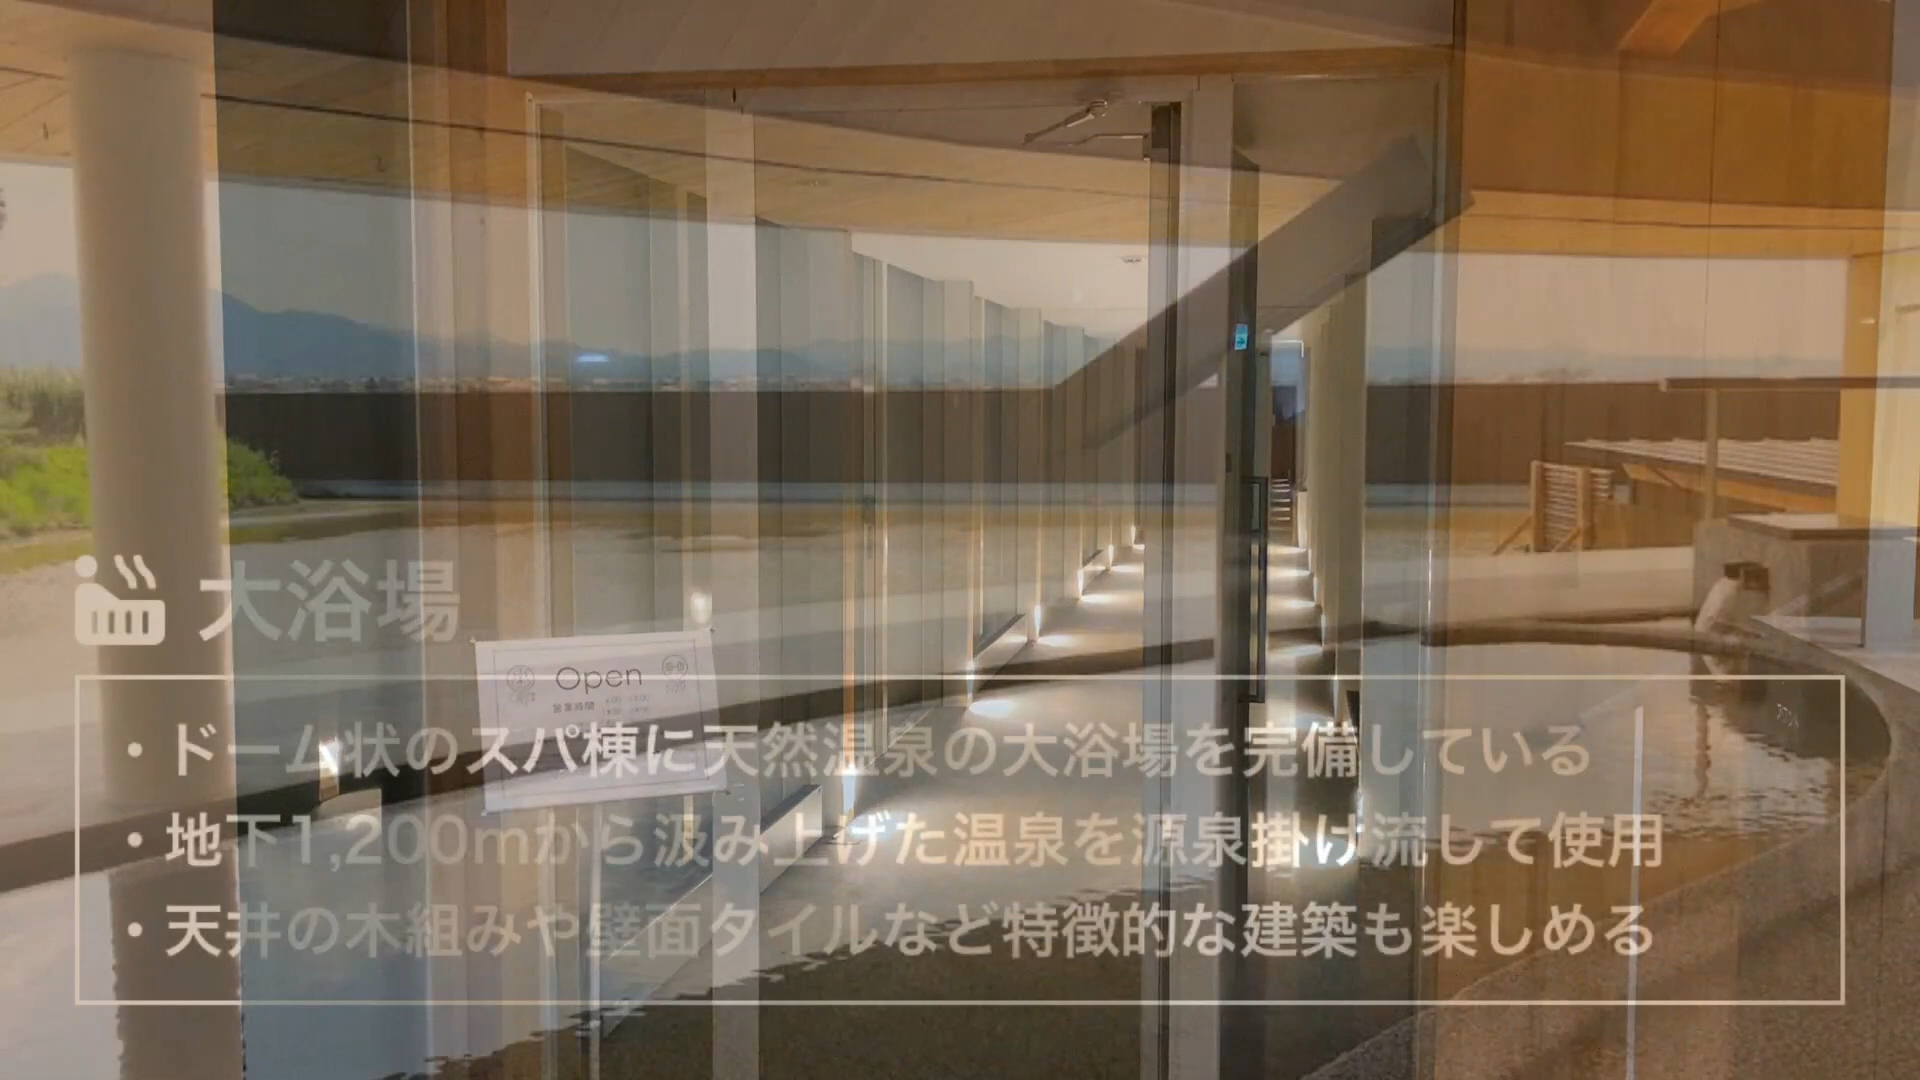 大浴場
Open
営業時間
・ドーム状のスパ棟に天然温泉の大浴場を完備している
・地下1,200mから汲み上げた温泉を源泉掛け流して使用
・天井の木組みや壁面タイルなど特徴的な建築も楽しめる